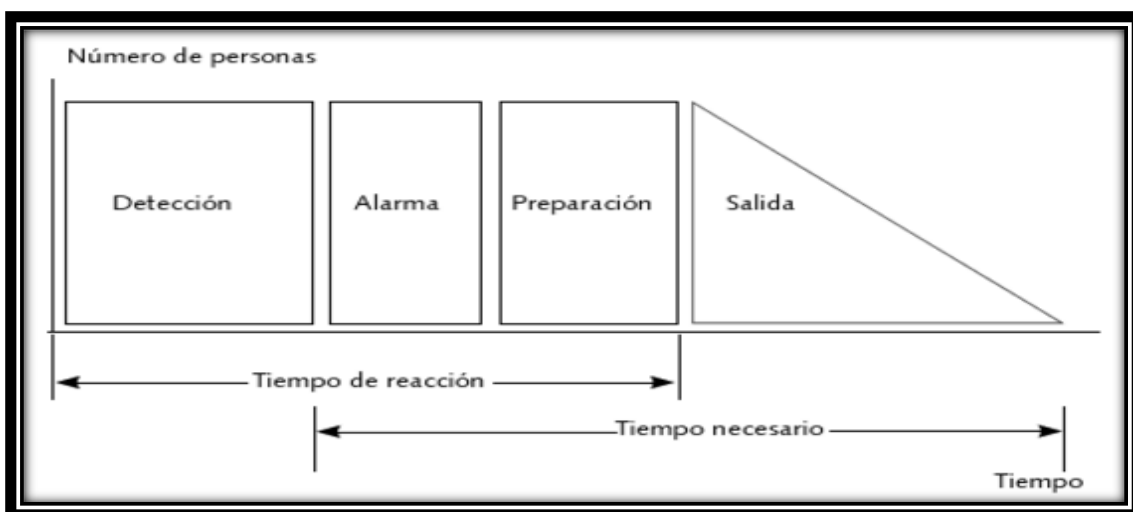 Número de personas
Detección
Alarma
Preparación
Salida
Tiempo de reacción
Tiempo necesario
Tiempo